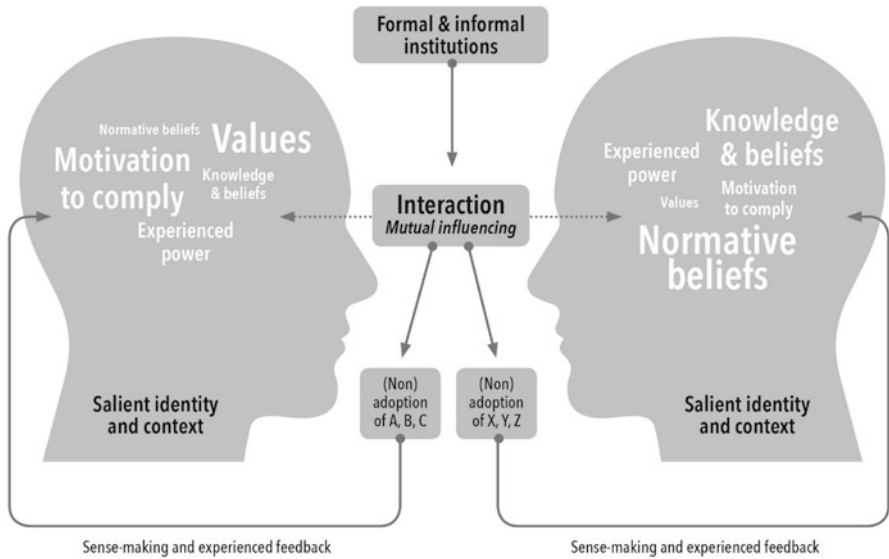 Formal & informal
institutions
Normative beliefs
Values
Motivation
to comply
Knowledge
& beliefs
Experienced
power
Salient identity
and context
Interaction
Mutual influencing
Knowledge
& beliefs
Experienced
power
Values
Motivation
to comply
Normative
beliefs
Salient identity
and context
(Non)
adoption
of A, B, C
(Non)
adoption
of X, Y, Z
Sense-making and experienced feedback
Sense-making and experienced feedback